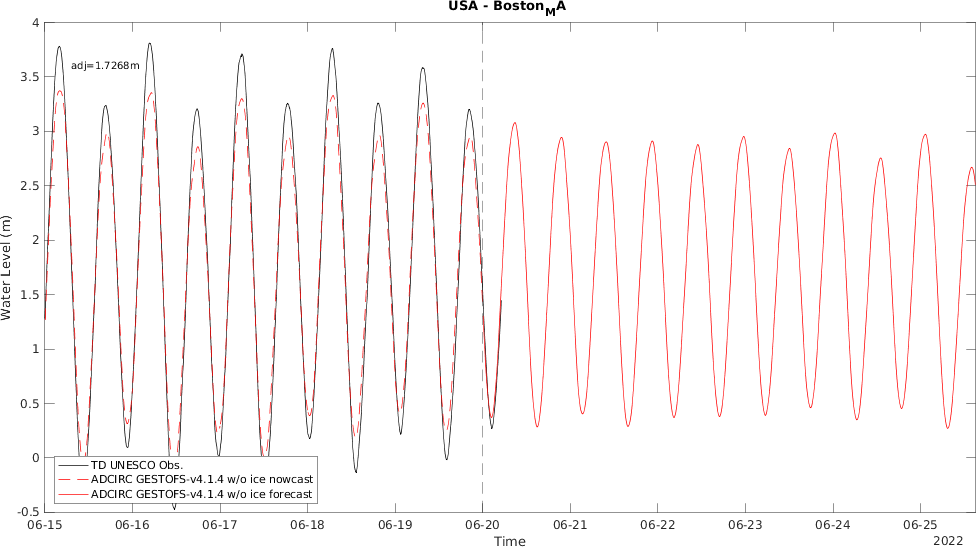 USA - Boston_MA
4
adj=1.7268m
3.5
3
2.5
2
1.5
1
0.5
0
-0.5
Water Level (m)
TD UNESCO Obs.
ADCIRC GESTOFS-v4.1.4 w/o ice nowcast
ADCIRC GESTOFS-v4.1.4 w/o ice forecast
06-15 06-16 06-17 06-18 06-19 06-20 06-21 06-22 06-23 06-24 06-25
Time
2022